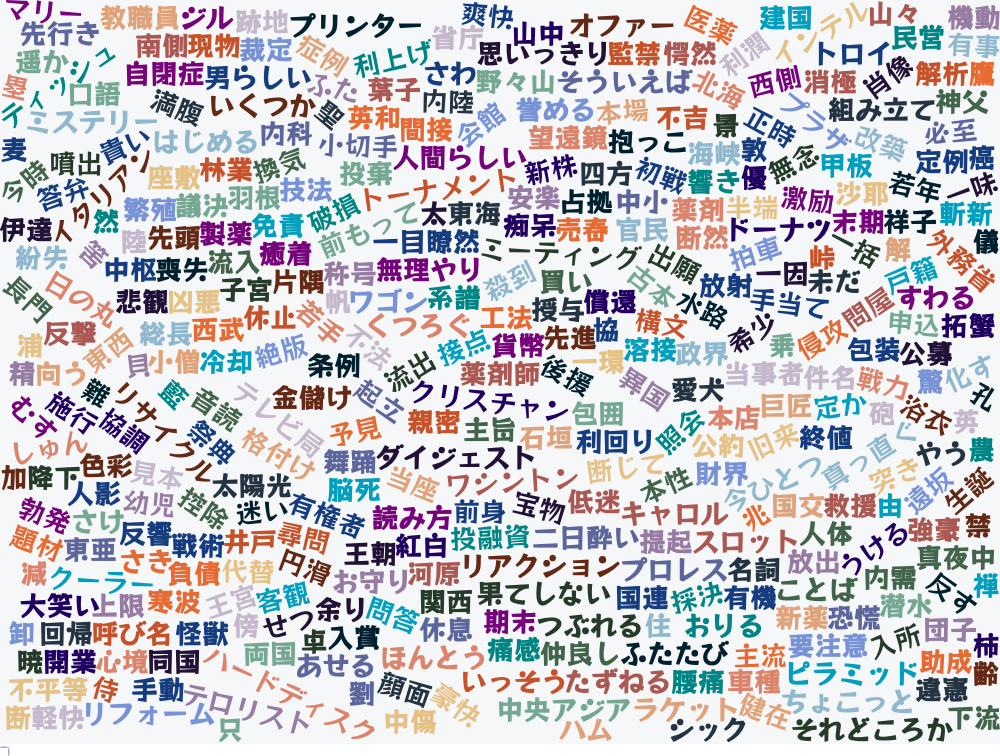 マリー
教職員
ジル
跡地
プリンター
爽快
山中
オファー
医薬
建国
インテル
山々
機動
先行き
南側
現物
裁定
症例
利上げ
省庁
思いっきり
監禁
愕然
利潤
トロイ
民営
有事
遥か
ティッシュ
自閉症
男らしい
ふた
葉子
さわ
野々山
そういえば
北海
西側
消極
肖像
解析
鷹
塁
口語
満腹
いくつか
聖
英和
内陸
誉める
本場
不吉
景
正時
プラザ
組み立て
神父
ミステリー
貴い
はじめる
内科
小切手
間接
会館
望遠鏡
抱っこ
海峡
敦
無念
改築
必至
麦
噴出
林業
換気
投棄
人間らしい
新株
四方
初戦
響き
優
甲板
定例
癌
今時
答弁
イタリアン
座敷
羽根
技法
トーナメント
安楽
占拠
中小
薬剤
半端
激励
沙耶
若年
一味
伊達
然
繁殖
議決
免責
破損
前もって
太東海
痴呆
売春
官民
断然
ドーナツ
末期
祥子
斬新
陸
先頭
製薬
癒着
一目瞭然
ミーティング
出願
拍車
峠
一括
解
外務省
儀
紛失
答
中枢
喪失
流入
片隅
称号
無理やり
殺到
買い
古本
放射
一因
未だ
戸籍
長門
日の丸
悲観
凶悪
子宮
帆
ワゴン
系譜
授与
償還
水路
手当て
問屋
すわる
反撃
総長
西武
休止
苦手
くつろぐ
工法
先進
協
横文
希少
侵攻
申込
拓
蟹
浦
東西
貝
小僧
冷却
絶版
不法
接点
貨幣
一環
溶接
政界
乗
包装
公募
精
向う
条例
流出
薬剤師
後援
異国
愛犬
当事者
件名
戦力
驚
化す
孔
難
リサイクル
藍
音読
テレビ局
金儲け
起立
クリスチャン
包囲
照会
本店
巨匠
定か
砲
浴衣
英
むす
施行
協調
祭典
格付け
予見
親密
主旨
石垣
利回り
公約
旧来
終値
真っ直ぐ
やう
農
しゅん
舞踊
ダイジェスト
加
降下
色彩
見本
太陽光
脳死
当座
ワシントン
断じて
本性
財界
今ひとつ
突き
遠坂
生誕
人影
幼児
控除
迷い
有権者
読み方
前身
宝物
低迷
キャロル
兆
国交
救援
由
勃発
さけ
反響
戦術
井戸
尋問
王朝
紅白
投融資
二日酔い
提起
スロット
人体
うける
強豪
禁
題材
東亜
さき
負債
代替
円滑
お守り
河原
リアクション
プロレス
名詞
放出
内需
真夜中
減
クーラー
関西
果てしない
国連
採決
有機
ことば
反す
禅
大笑い
上限
寒波
王宮
客観
余り
問答
期末
つぶれる
住
おりる
新薬
恐慌
潜水
卸
回帰
呼び名
怪獣
傍
せつ
卓
入賞
休息
痛感
仲良し
ふたたび
要注意
入所
団子
柿
暁
開業
心境
同国
ハードディスク
両国
あせる
ほんとう
主流
ピラミッド
助成
齢
不平等
侍
手動
テロリスト
劉
顔面
豪快
いっそう
たずねる
腰痛
車種
ちょこっと
違憲
断
軽快
リフォーム
只
中傷
中央アジア
ハム
ラケット
シック
健在
それどころか
下流